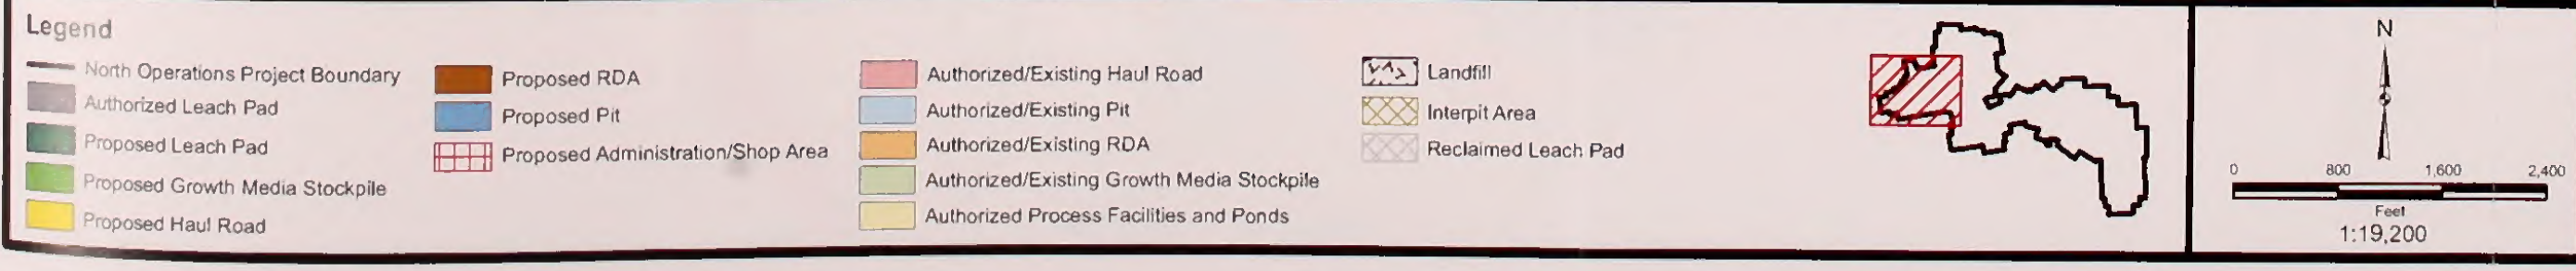 Legend
North Operations Project Boundary
Authorized Leach Pad
Proposed Leach Pad
Proposed Growth Media Stockpile
Proposed Haul Road
Proposed RDA
Proposed Pit
Proposed Administration/Shop Area
Authorized/Existing Haul Road
Authorized/Existing Pit
Authorized/Existing RDA
Authorized/Existing Growth Media Stockpile
Authorized Process Facilities and Ponds
Landfill
Interpit Area
Reclaimed Leach Pad
N
0 800 1,600 2,400
Feet
1:19,200